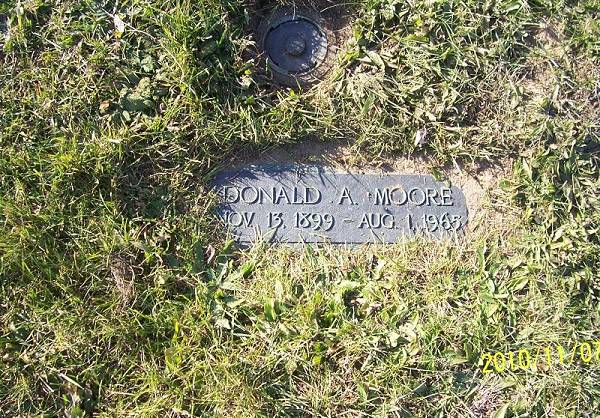 DONALD A. MOORE
NOV. 13, 1899 - AUG. 1, 1965
2010/11/07